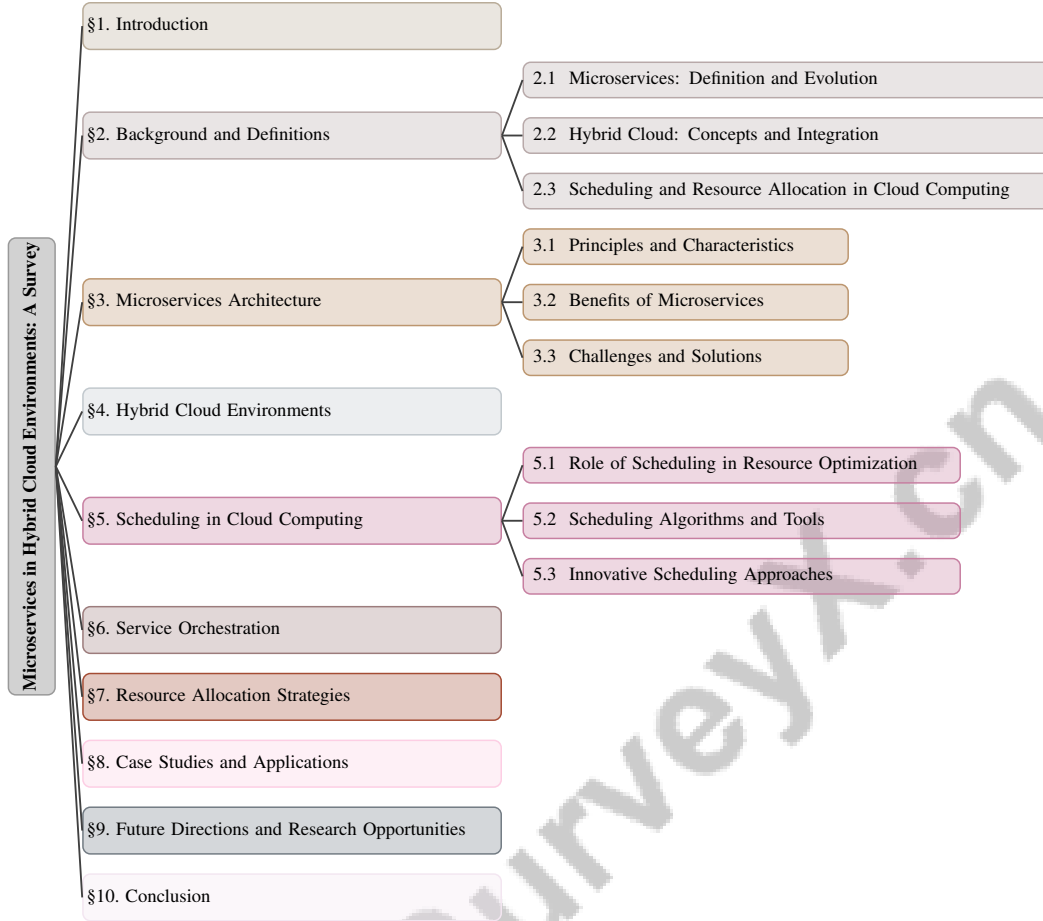 Microservices in Hybrid Cloud Environments: A Survey
§1. Introduction
§2. Background and Definitions
2.1 Microservices: Definition and Evolution
2.2 Hybrid Cloud: Concepts and Integration
2.3 Scheduling and Resource Allocation in Cloud Computing
§3. Microservices Architecture
3.1 Principles and Characteristics
3.2 Benefits of Microservices
3.3 Challenges and Solutions
§4. Hybrid Cloud Environments
§5. Scheduling in Cloud Computing
5.1 Role of Scheduling in Resource Optimization
5.2 Scheduling Algorithms and Tools
5.3 Innovative Scheduling Approaches
§6. Service Orchestration
§7. Resource Allocation Strategies
§8. Case Studies and Applications
§9. Future Directions and Research Opportunities
§10. Conclusion
urveyx.cn